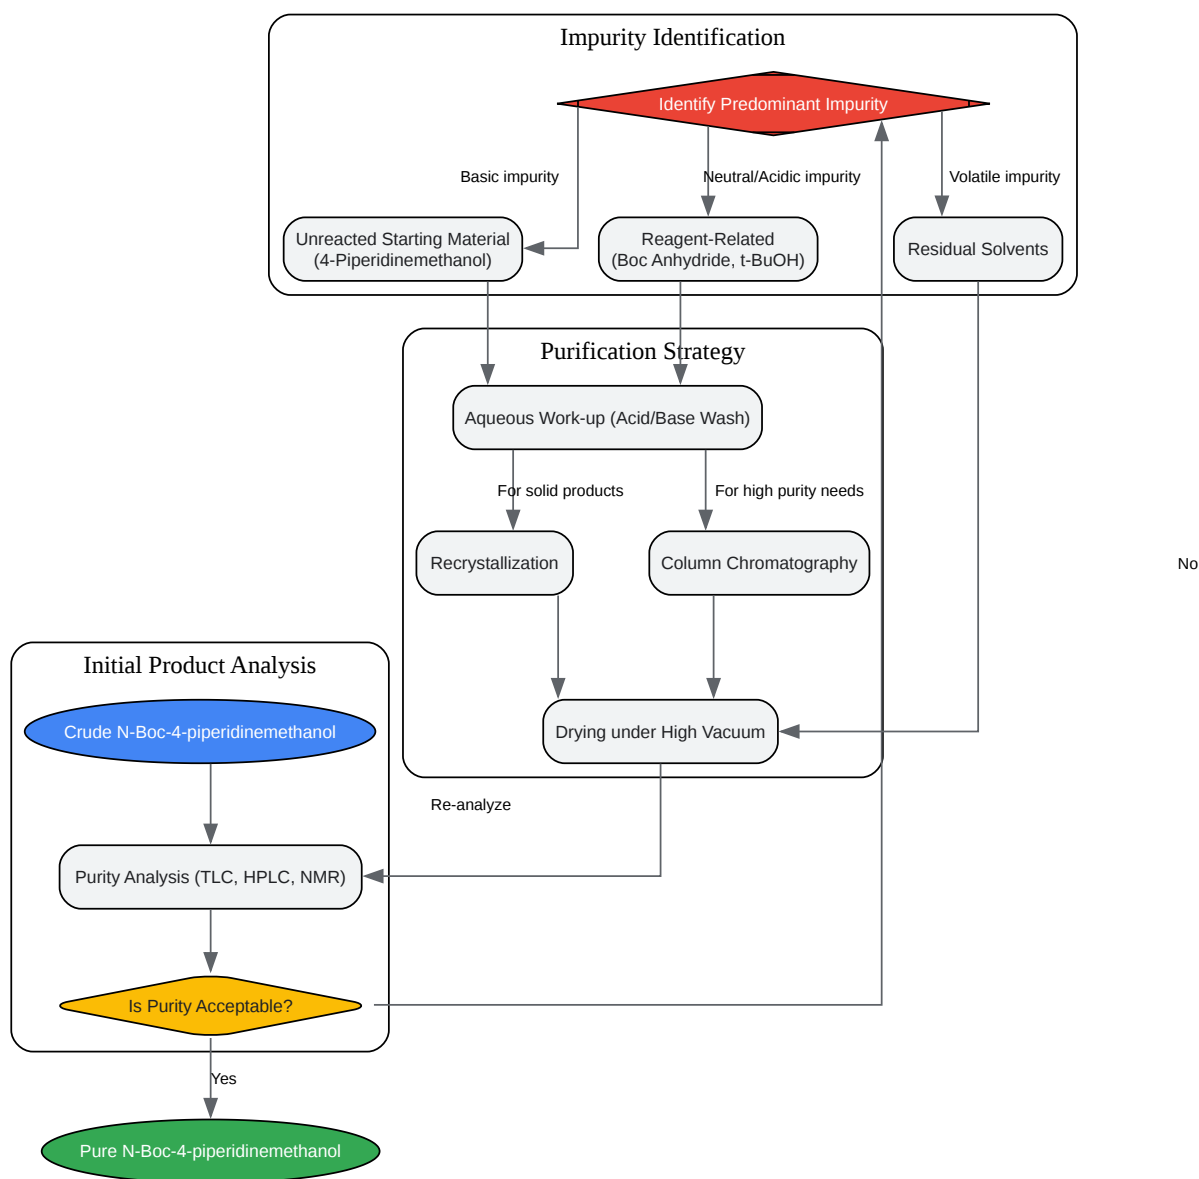 Impurity Identification
Identify Predominant Impurity
Basic impurity
Neutral/Acidic impurity
Volatile impurity
Unreacted Starting Material
(4-Piperidinemethanol)
Reagent-Related
(Boc Anhydride, t-BuOH)
Residual Solvents
Purification Strategy
Aqueous Work-up (Acid/Base Wash)
For solid products
For high purity needs
Recrystallization
Column Chromatography
No
Initial Product Analysis
Crude N-Boc-4-piperidinemethanol
Drying under High Vacuum
Re-analyze
Purity Analysis (TLC, HPLC, NMR)
Is Purity Acceptable?
Yes
Pure N-Boc-4-piperidinemethanol